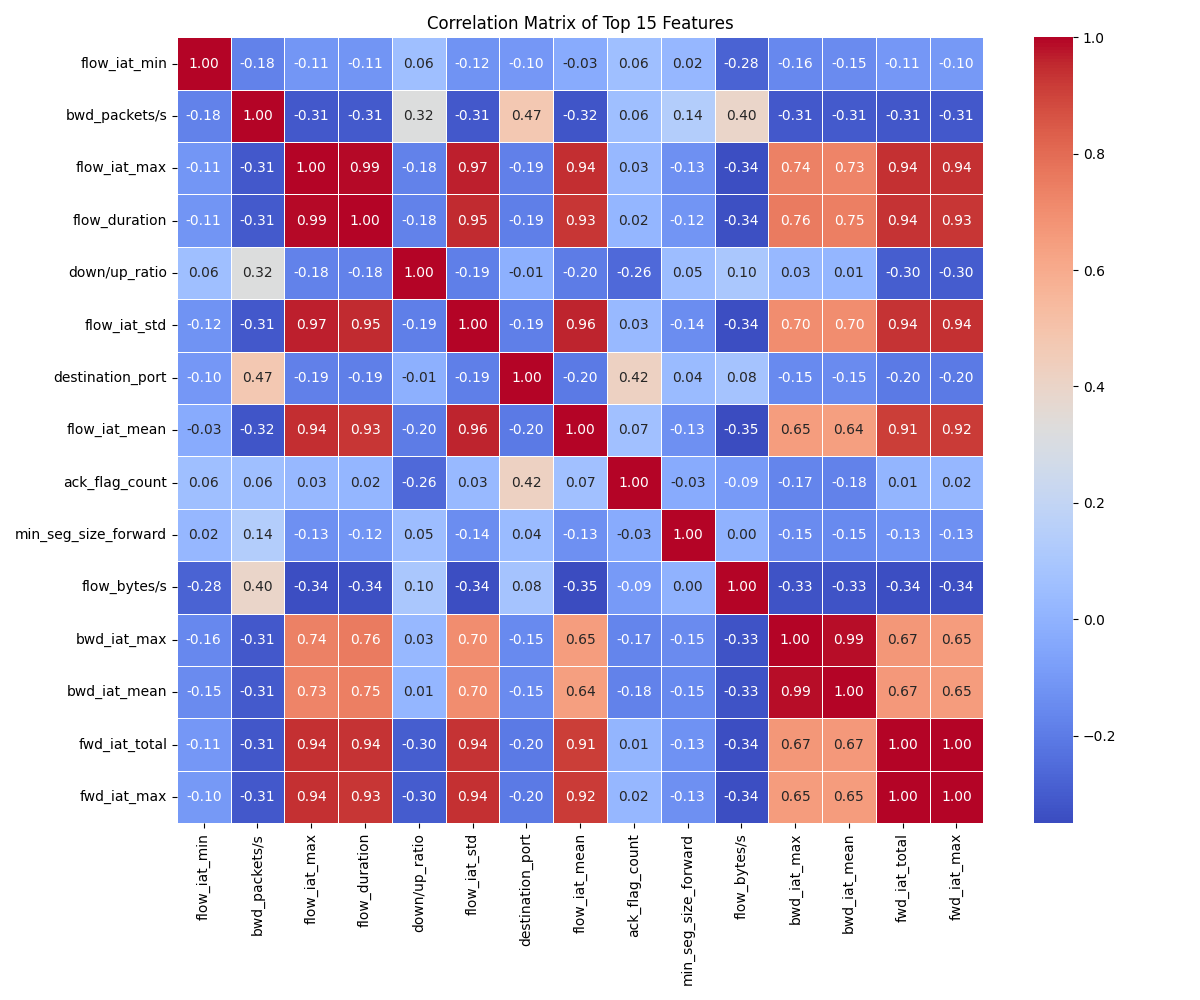 Correlation Matrix of Top 15 Features
flow_iat_min 1.00 -0.18 -0.11 -0.11 0.06 -0.12 -0.10 -0.03 0.06 0.02 -0.28 -0.16 -0.15 -0.11 -0.10
bwd_packets/s -0.18 1.00 -0.31 -0.31 0.32 -0.31 0.47 -0.32 0.06 0.14 0.40 -0.31 -0.31 -0.31 -0.31
flow_iat_max -0.11 -0.31 1.00 0.99 -0.18 0.97 -0.19 0.94 0.03 -0.13 -0.34 0.74 0.73 0.94 0.94
flow_duration -0.11 -0.31 0.99 1.00 -0.18 0.95 -0.19 0.93 0.02 -0.12 -0.34 0.76 0.75 0.94 0.93
down/up_ratio 0.06 0.32 -0.18 -0.18 1.00 -0.19 -0.01 -0.20 -0.26 0.05 0.10 0.03 0.01 -0.30 -0.30
flow_iat_std -0.12 -0.31 0.97 0.95 -0.19 1.00 -0.19 0.96 0.03 -0.14 -0.34 0.70 0.70 0.94 0.94
destination_port -0.10 0.47 -0.19 -0.19 -0.01 -0.19 1.00 -0.20 0.42 0.04 0.08 -0.15 -0.15 -0.20 -0.20
flow_iat_mean -0.03 -0.32 0.94 0.93 -0.20 0.96 -0.20 1.00 0.07 -0.13 -0.35 0.65 0.64 0.91 0.92
ack_flag_count 0.06 0.06 0.03 0.02 -0.26 0.03 0.42 0.07 1.00 -0.03 -0.09 -0.17 -0.18 0.01 0.02
min_seg_size_forward 0.02 0.14 -0.13 -0.12 0.05 -0.14 0.04 -0.13 -0.03 1.00 0.00 -0.15 -0.15 -0.13 -0.13
flow_bytes/s -0.28 0.40 -0.34 -0.34 0.10 -0.34 0.08 -0.35 -0.09 0.00 1.00 -0.33 -0.33 -0.34 -0.34
bwd_iat_max -0.16 -0.31 0.74 0.76 0.03 0.70 -0.15 0.65 -0.17 -0.15 -0.33 1.00 0.99 0.67 0.65
bwd_iat_mean -0.15 -0.31 0.73 0.75 0.01 0.70 -0.15 0.64 -0.18 -0.15 -0.33 0.99 1.00 0.67 0.65
fwd_iat_total -0.11 -0.31 0.94 0.94 -0.30 0.94 -0.20 0.91 0.01 -0.13 -0.34 0.67 0.67 1.00 1.00
fwd_iat_max -0.10 -0.31 0.94 0.93 -0.30 0.94 -0.20 0.92 0.02 -0.13 -0.34 0.65 0.65 1.00 1.00
flow_iat_min
bwd_packets/s
flow_iat_max
flow_duration
down/up_ratio
flow_iat_std
destination_port
flow_iat_mean
ack_flag_count
min_seg_size_forward
flow_bytes/s
bwd_iat_max
bwd_iat_mean
fwd_iat_total
fwd_iat_max
1.0
0.8
0.6
0.4
0.2
0.0
−0.2